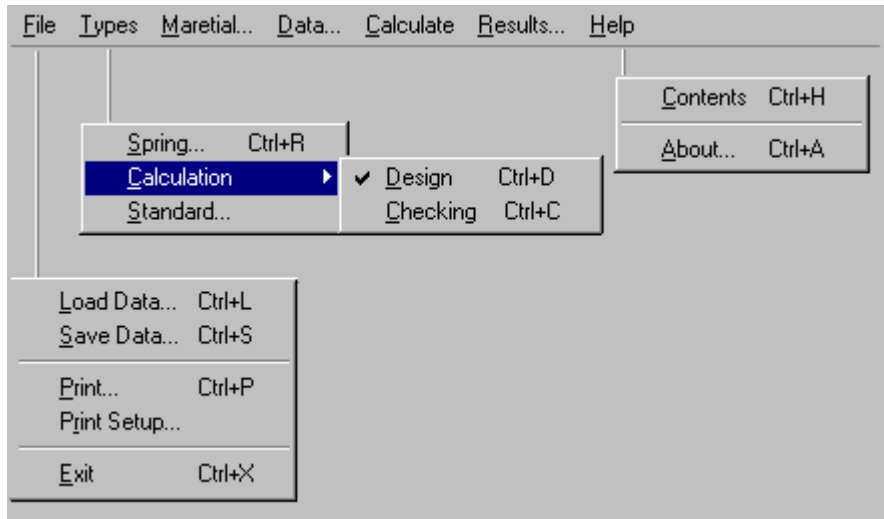 File Types Maretial... Data... Calculate Results... Help
Contents Ctrl+H
About... Ctrl+A
Spring... Ctrl+R
Calculation
Standard...
Design Ctrl+D
Checking Ctrl+C
Load Data... Ctrl+L
Save Data... Ctrl+S
Print... Ctrl+P
Print Setup...
Exit Ctrl+X